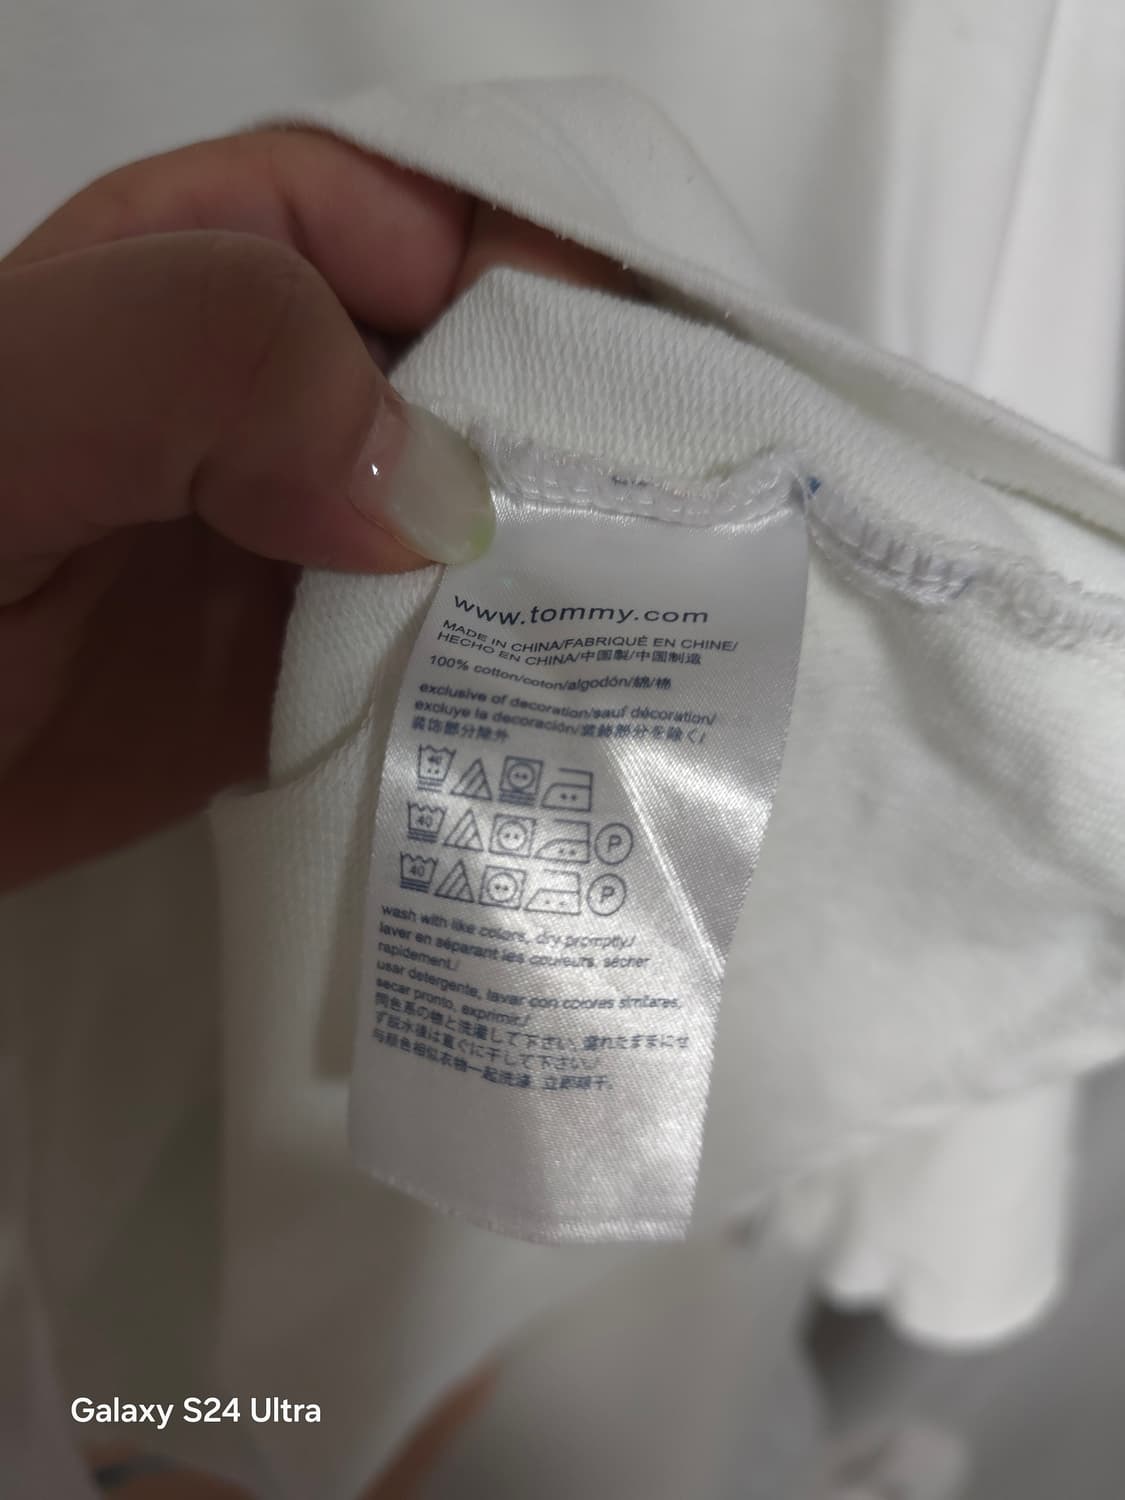 www.tommy.com
MADE IN CHINA/FABRIQUÉ EN CHINE/
HECHO EN CHINA/中国製/中国制造
100% cotton/coton/algodón/綿/棉
exclusive of decoration/sauf décoration/
excluye la decoración/装飾部分を除く/
装饰部分除外
40
40 P
40 P
wash with like colors, dry promptly/
laver en séparant les couleurs, sécher
rapidement/
usar detergente, lavar con colores similares,
secar pronto, exprimir/
同色系の物と洗濯して下さい, 濡れたままにせ
ず脱水後は直ぐに干して下さい/
与颜色相似衣物一起洗涤 立即晾干.
Galaxy S24 Ultra